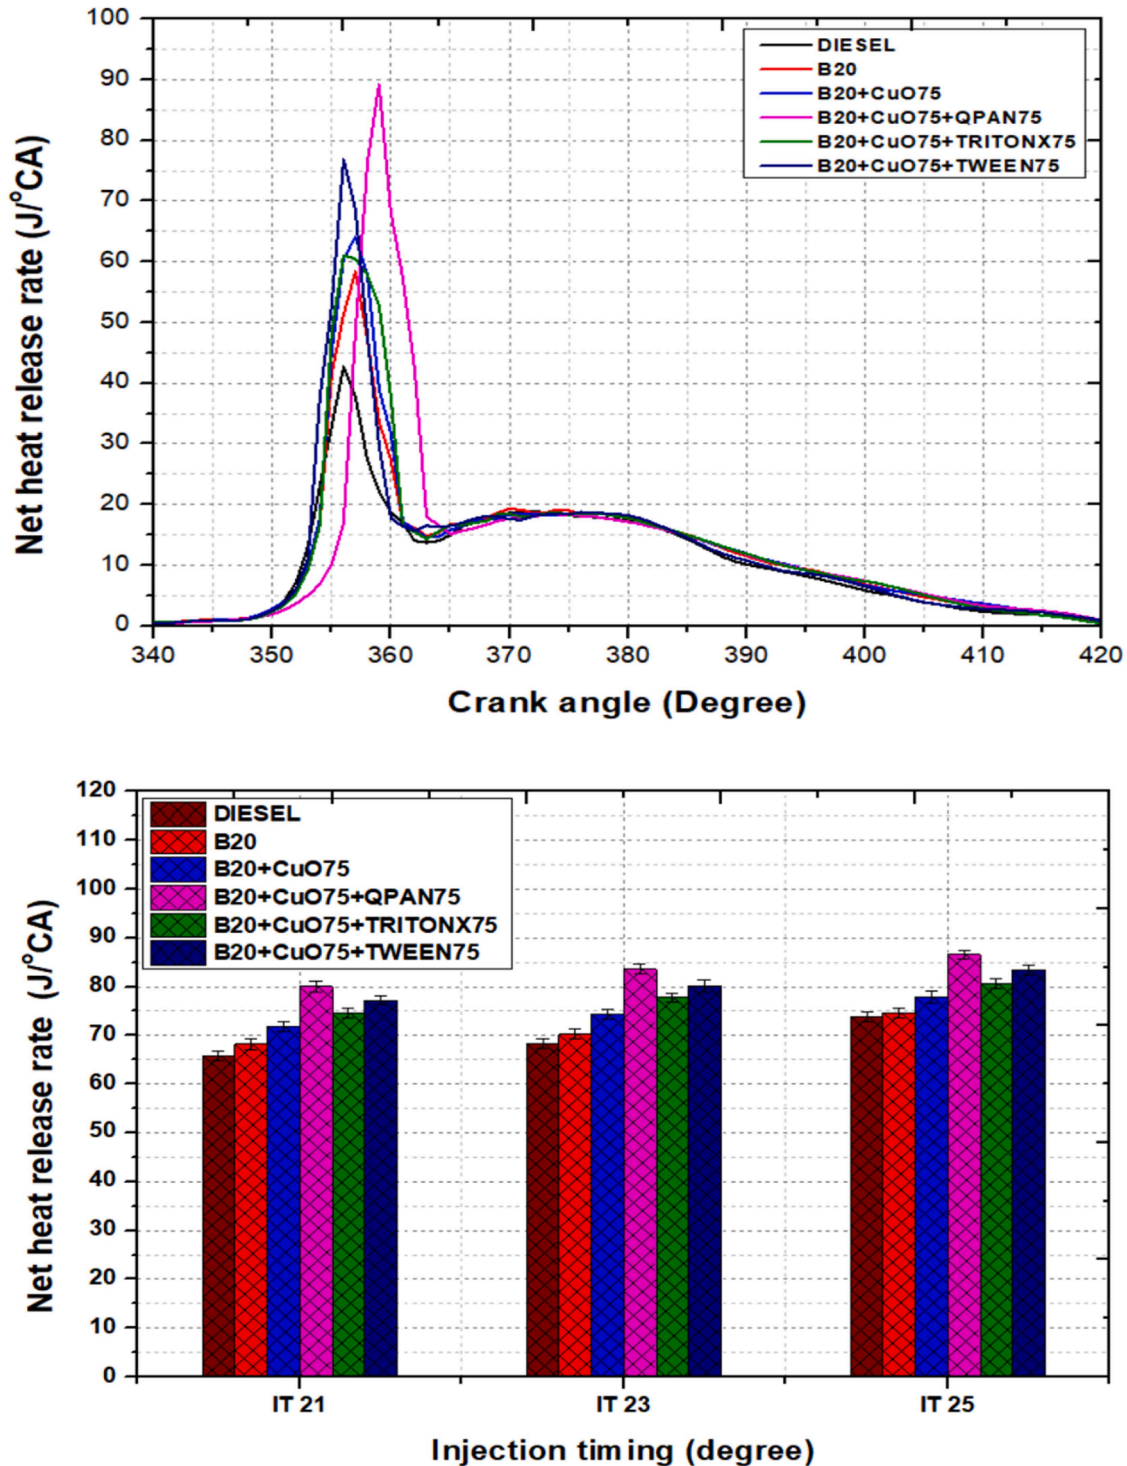 100
90
80
70
60
50
40
30
20
10
0
Net heat release rate (J/°CA)
DIESEL
B20
B20+CuO75
B20+CuO75+QPAN75
B20+CuO75+TRITONX75
B20+CuO75+TWEEN75
340 350 360 370 380 390 400 410 420
Crank angle (Degree)
120
110
100
90
80
70
60
50
40
30
20
10
0
Net heat release rate (J/°CA)
DIESEL
B20
B20+CuO75
B20+CuO75+QPAN75
B20+CuO75+TRITONX75
B20+CuO75+TWEEN75
IT 21 IT 23 IT 25
Injection timing (degree)